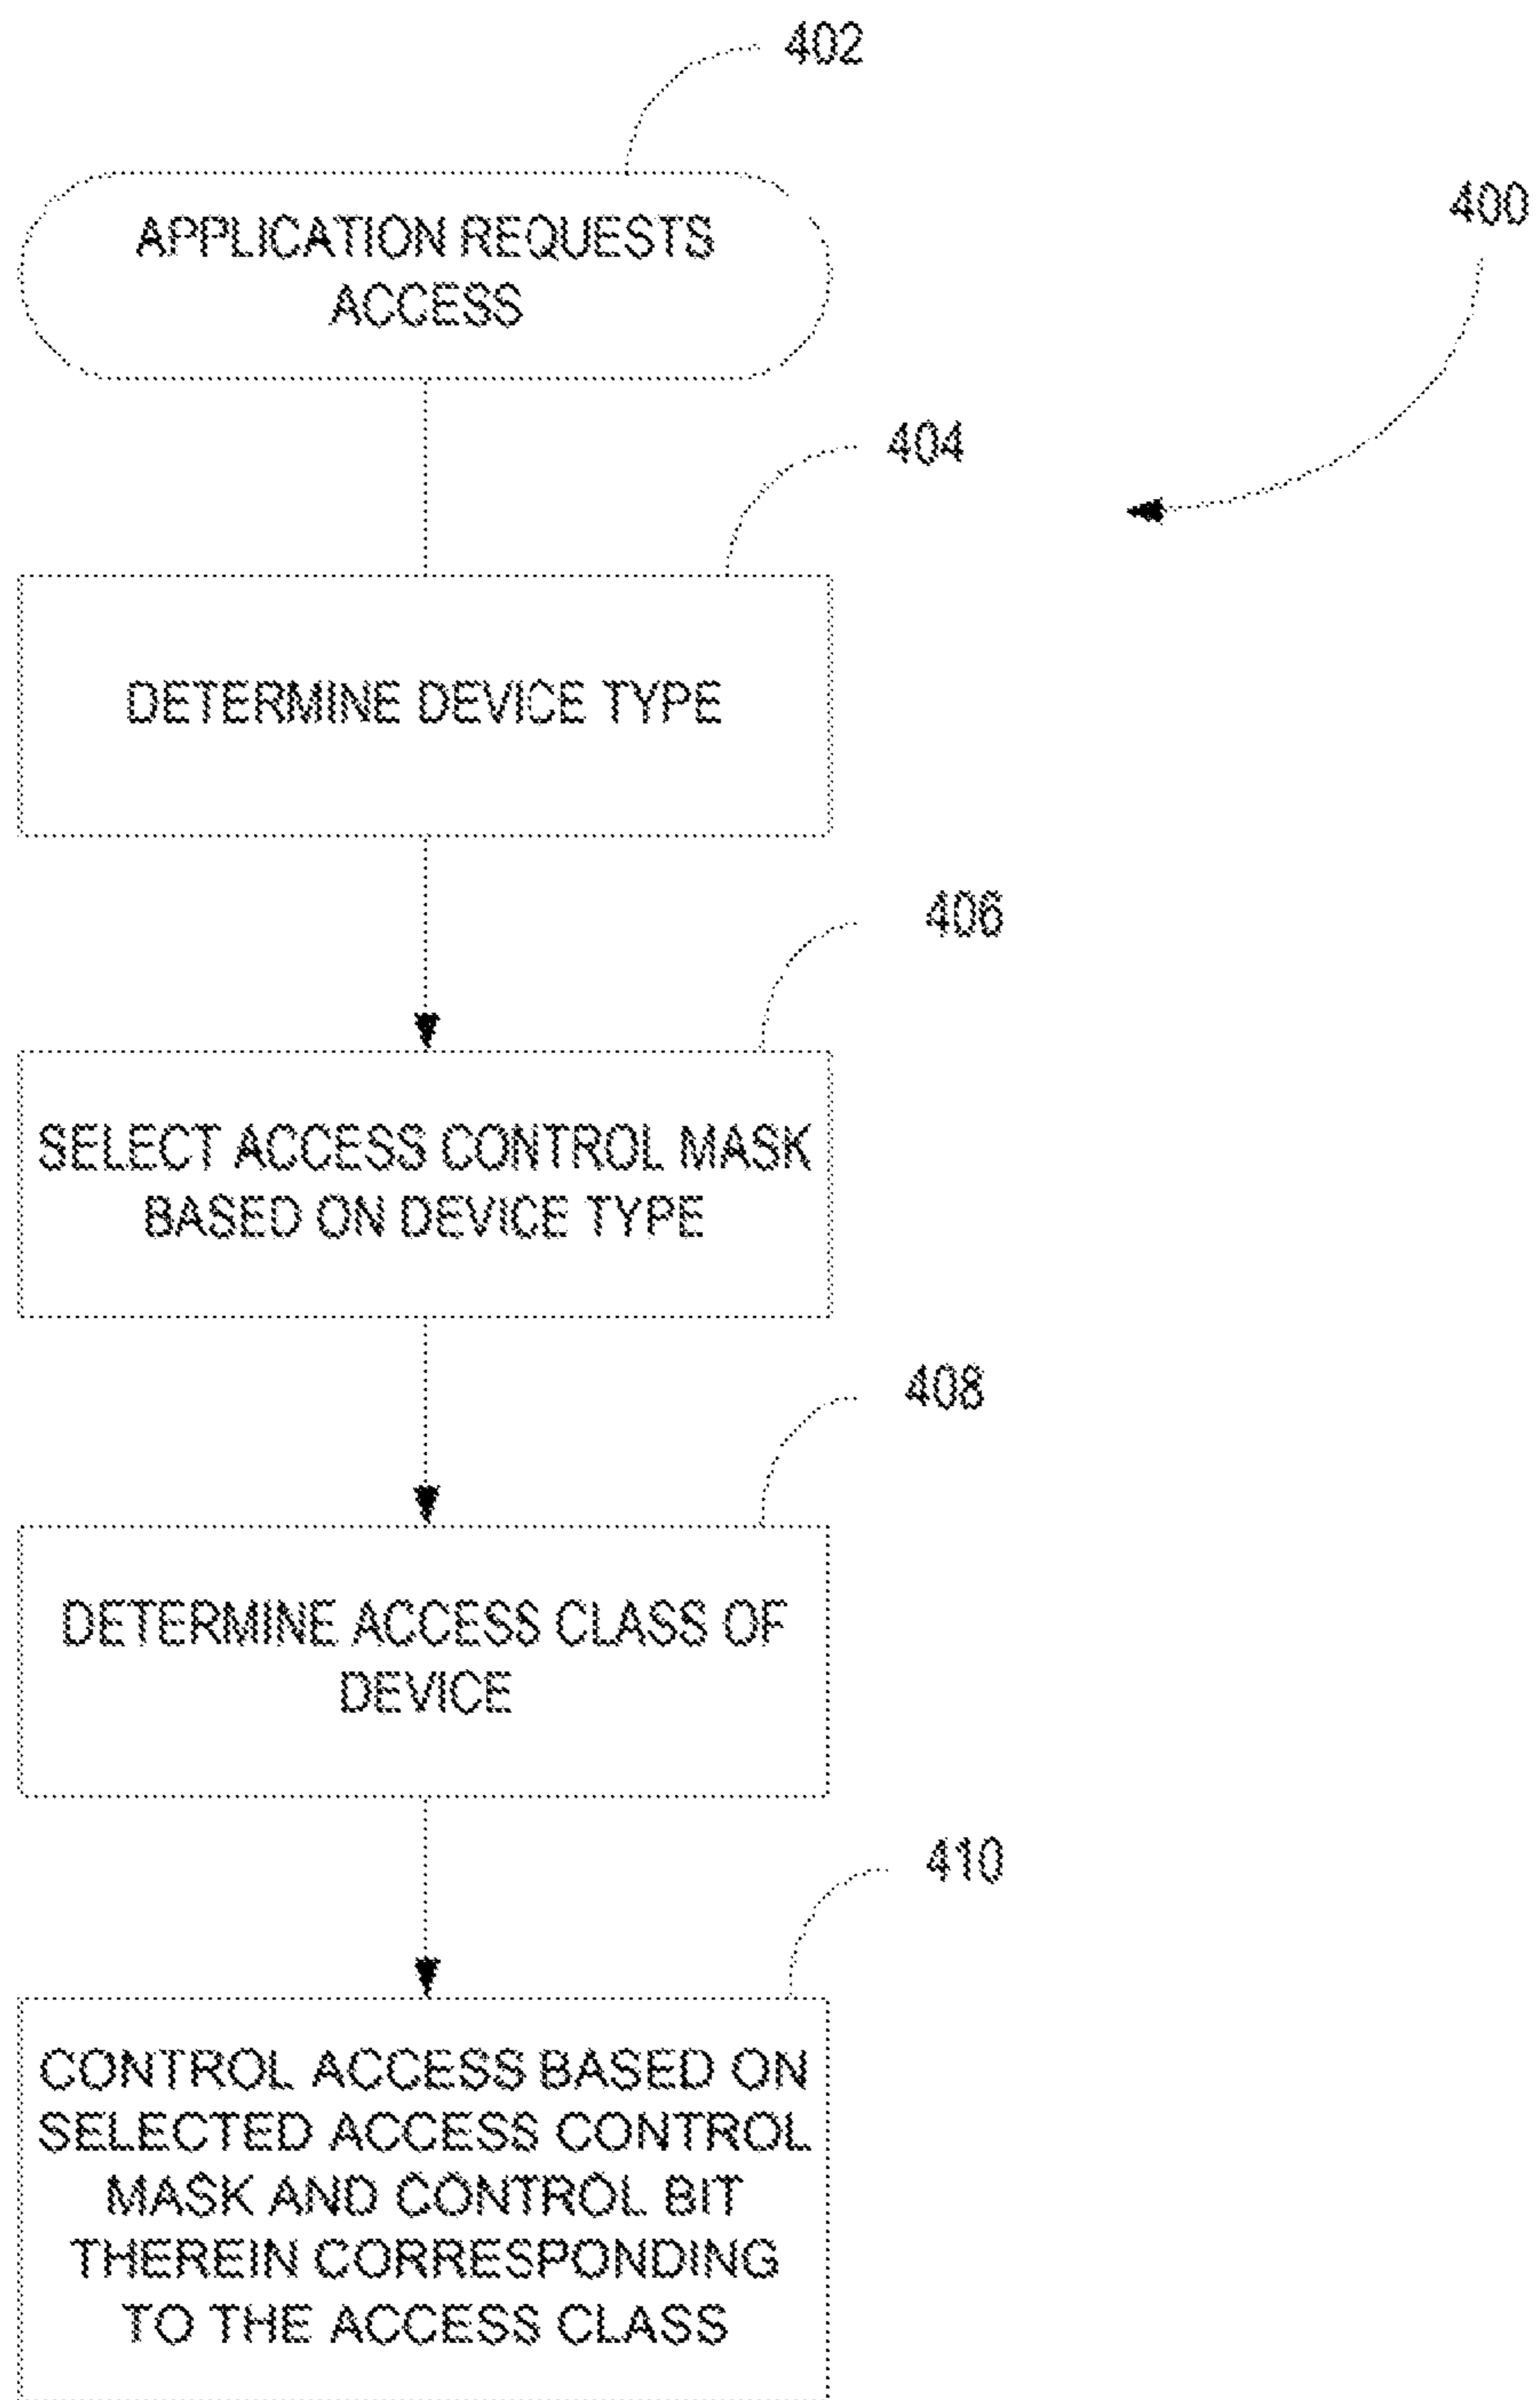 402
APPLICATION REQUESTS
ACCESS
400
404
DETERMINE DEVICE TYPE
406
SELECT ACCESS CONTROL MASK
BASED ON DEVICE TYPE
408
DETERMINE ACCESS CLASS OF
DEVICE
410
CONTROL ACCESS BASED ON
SELECTED ACCESS CONTROL
MASK AND CONTROL BIT
THEREIN CORRESPONDING
TO THE ACCESS CLASS